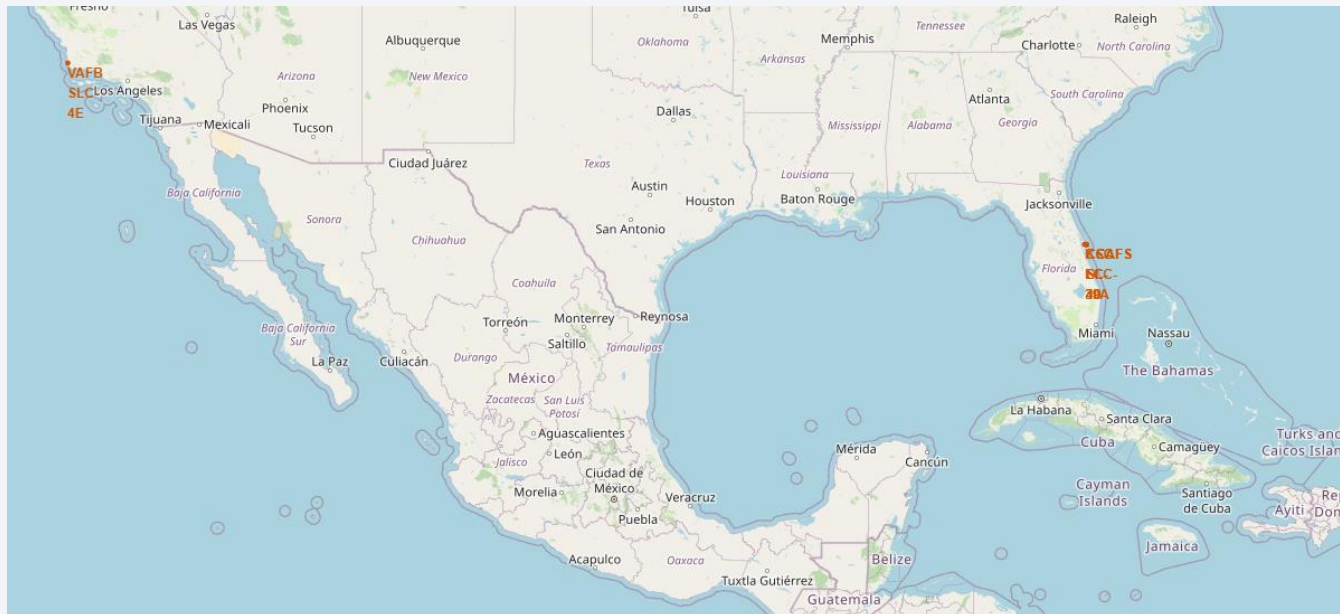 Fresno
Las Vegas
Tulsa
Raleigh
Tennessee
Albuquerque
Oklahoma
Memphis
Charlotte
North Carolina
VAFB
SLC-
4E
Los Angeles
Arizona
New Mexico
Arkansas
South Carolina
Atlanta
Phoenix
Dallas
Tijuana
Mexicali
Tucson
Mississippi
Alabama
Georgia
Ciudad Juárez
Texas
Louisiana
Baja
California
Austin
Houston
Baton Rouge
Jacksonville
Sonora
San Antonio
Chihuahua
CCAFS
Florida
Coahuila
Torreón
Monterrey
Reynosa
Baja California
Sur
Saltillo
Tamaulipas
Miami
Nassau
La Paz
Culiacán
Durango
México
The Bahamas
Zacatecas
San Luis
Potosí
La Habana
Santa Clara
Aguascalientes
Cuba
Turks and
Caicos Islan
Jalisco
León
Mérida
Cancún
Camagüey
Ciudad de
México
Cayman
Islands
Morelia
Veracruz
Santiago
de Cuba
Puebla
Ayiti
Acapulco
Oaxaca
Belize
Jamaica
Tuxtla Gutiérrez
Guatemala